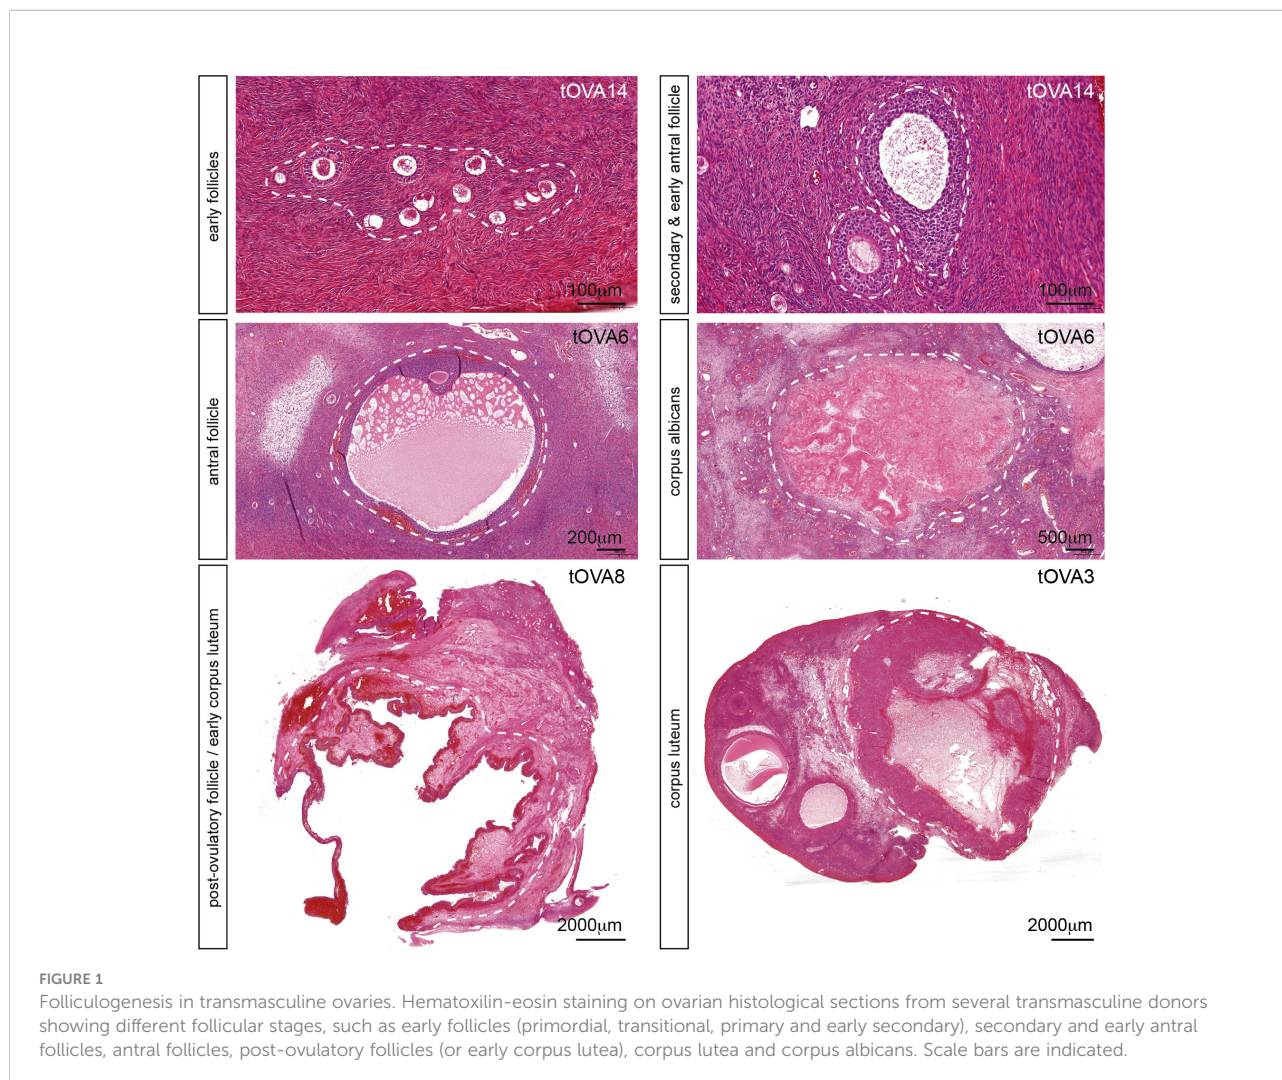 early follicles
tOVA14
100μm
secondary & early antral follicle
tOVA14
100μm
antral follicle
tOVA6
200μm
corpus albicans
tOVA6
500μm
post-ovulatory follicle / early corpus luteum
tOVA8
2000μm
corpus luteum
tOVA3
2000μm
FIGURE 1
Folliculogenesis in transmasculine ovaries. Hematoxilin-eosin staining on ovarian histological sections from several transmasculine donors
showing different follicular stages, such as early follicles (primordial, transitional, primary and early secondary), secondary and early antral
follicles, antral follicles, post-ovulatory follicles (or early corpus lutea), corpus lutea and corpus albicans. Scale bars are indicated.